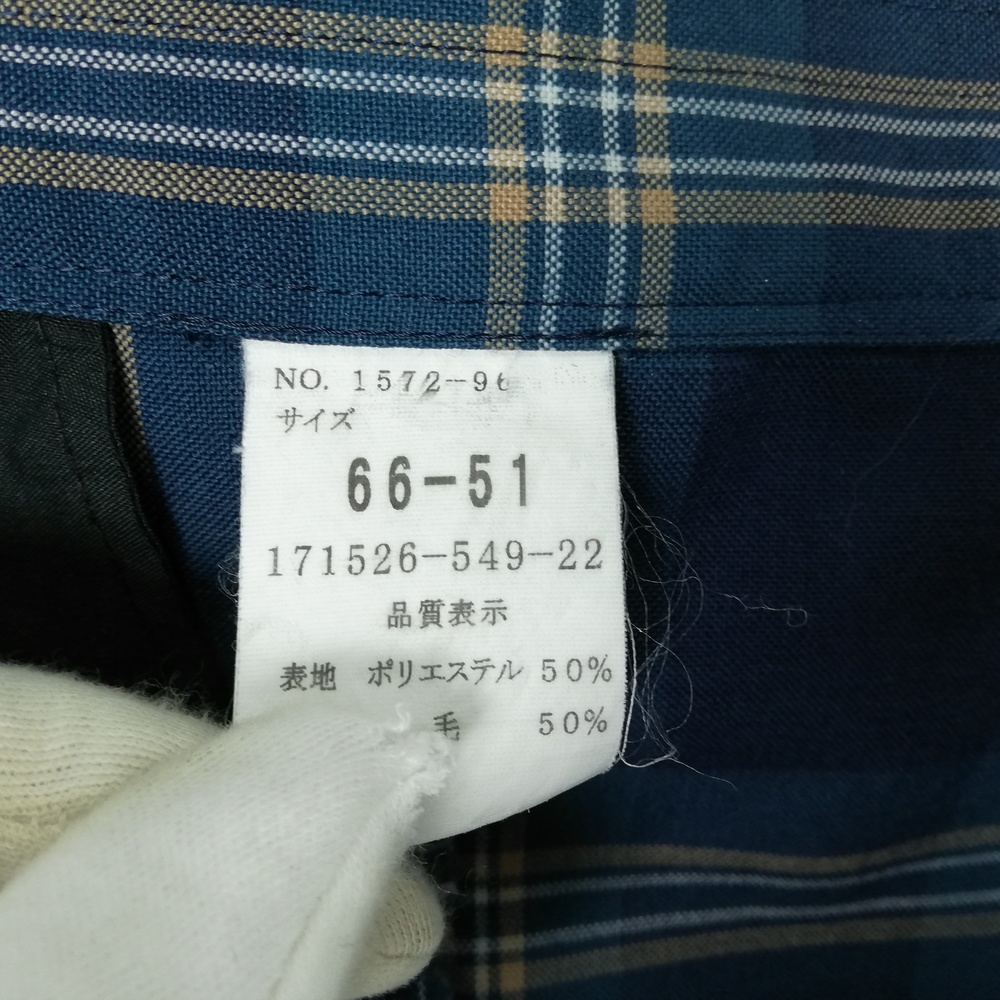 NO. 1572-96
サイズ
66-51
171526-549-22
品質表示
表地 ポリエステル 50%
毛 50%